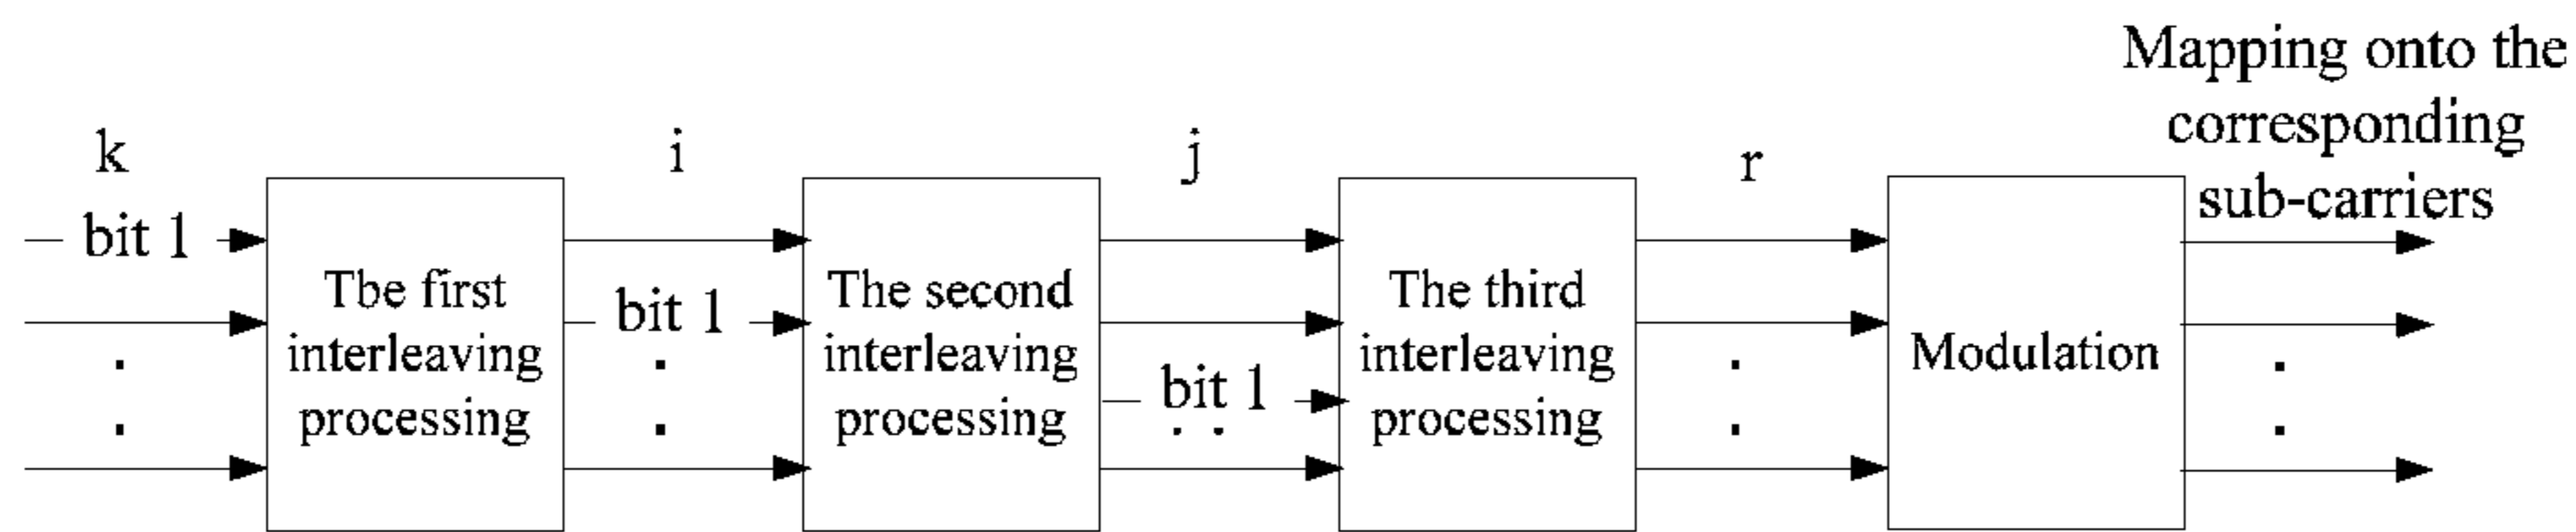 Mapping onto the
corresponding
sub-carriers
k
i
j
r
bit 1
bit 1
bit 1
Tbe first
interleaving
processing
The second
interleaving
processing
The third
interleaving
processing
Modulation